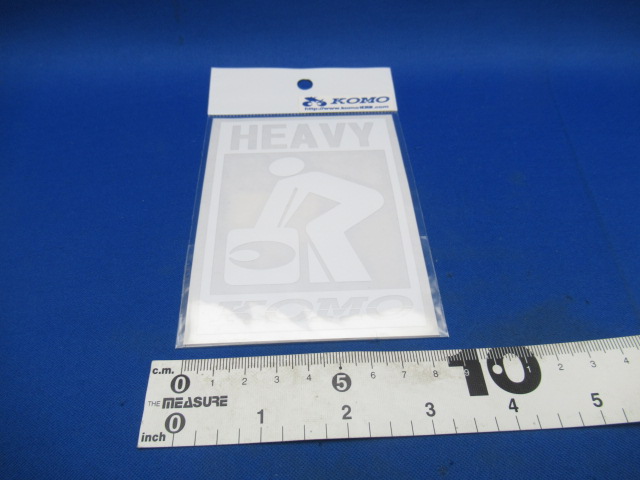 KOMO
HEAVY
KOMO
c.m. 0 1 2 3 4 5 6 7 8 9 10 1 2 3 4
THE MEASURE
inch 0 1 2 3 4 5